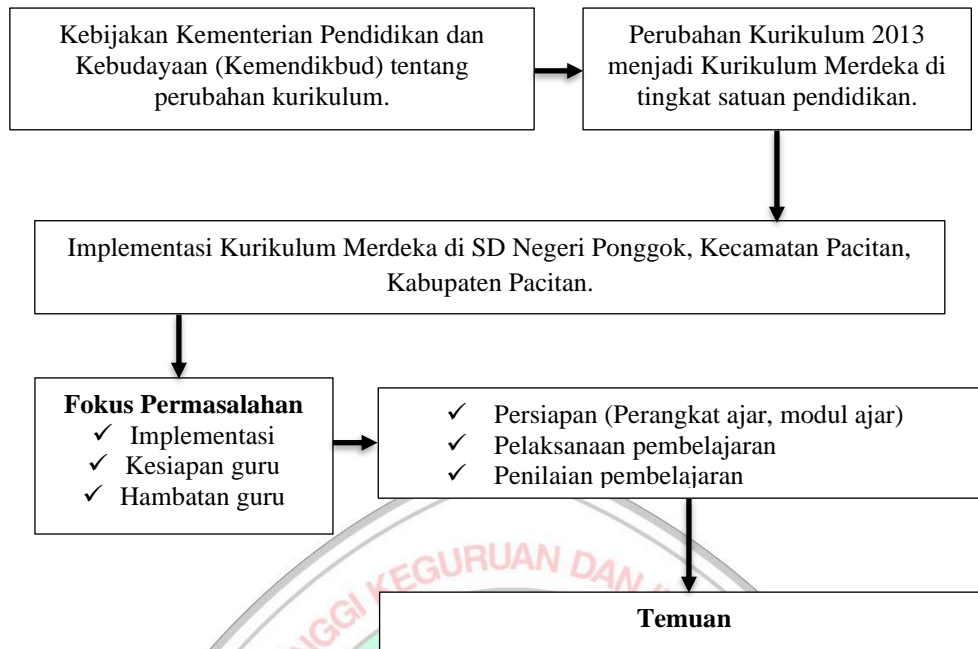 Kebijakan Kementerian Pendidikan dan
Kebudayaan (Kemendikbud) tentang
perubahan kurikulum.
Perubahan Kurikulum 2013
menjadi Kurikulum Merdeka di
tingkat satuan pendidikan.
Implementasi Kurikulum Merdeka di SD Negeri Ponggok, Kecamatan Pacitan,
Kabupaten Pacitan.
Fokus Permasalahan
✓ Implementasi
✓ Kesiapan guru
✓ Hambatan guru
✓ Persiapan (Perangkat ajar, modul ajar)
✓ Pelaksanaan pembelajaran
✓ Penilaian pembelajaran
KEGURUAN DAN
Temuan